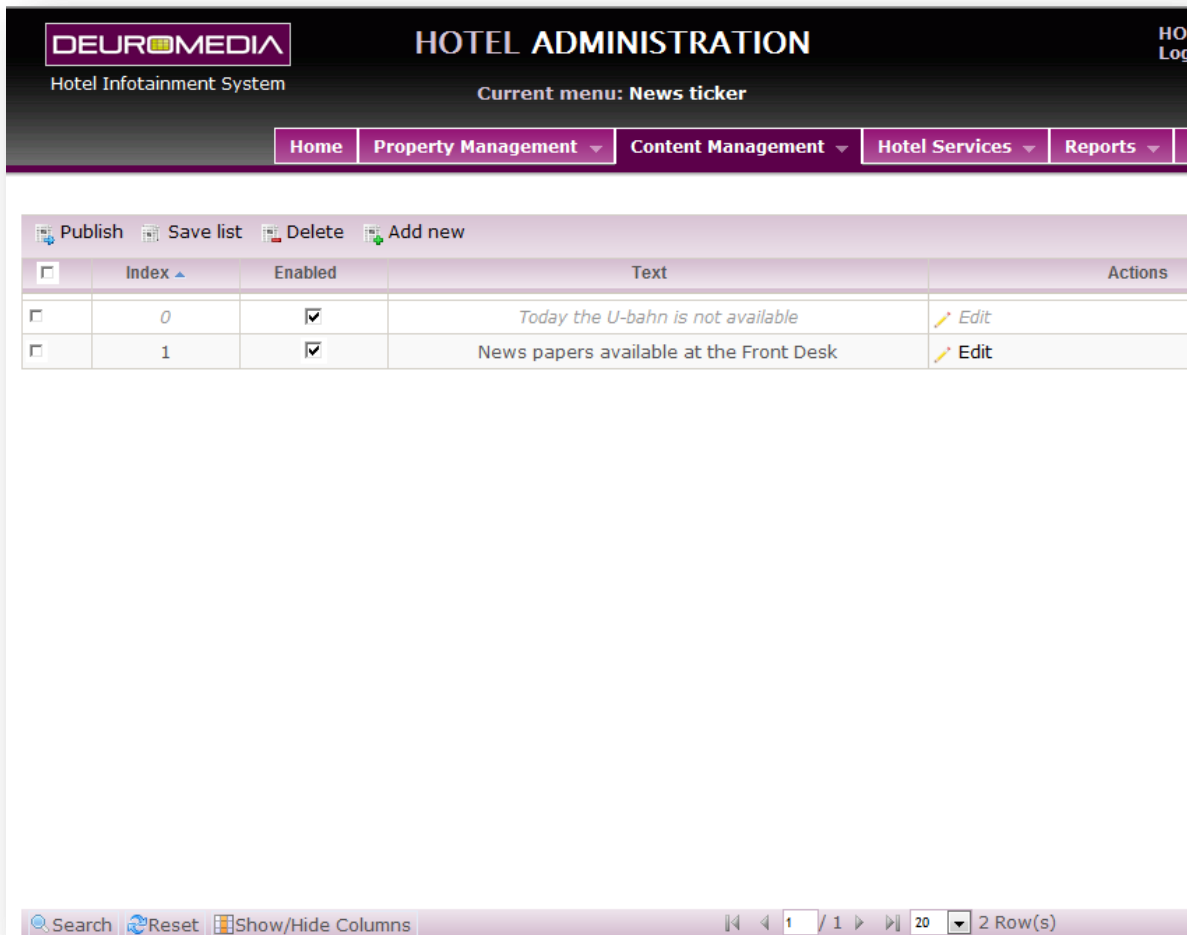 DEUROMEDIA
Hotel Infotainment System
HOTEL ADMINISTRATION
Current menu: News ticker
HO
Log
Home Property Management Content Management Hotel Services Reports
Publish Save list Delete Add new
Index Enabled Text Actions
0 Today the U-bahn is not available Edit
1 News papers available at the Front Desk Edit
Search Reset Show/Hide Columns 1 / 1 20 2 Row(s)